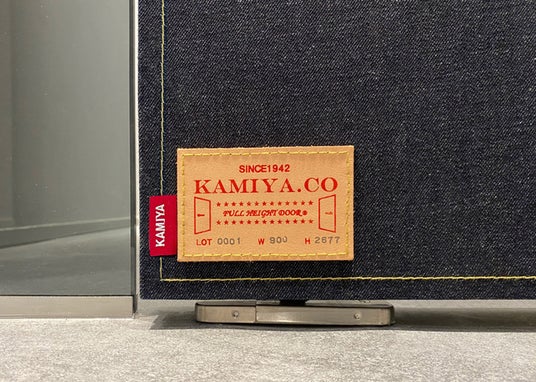 SINCE1942
KAMIYA.CO
FULL HEIGHT DOOR®
LOT 0001 W 900 H 2677
KAMIYA